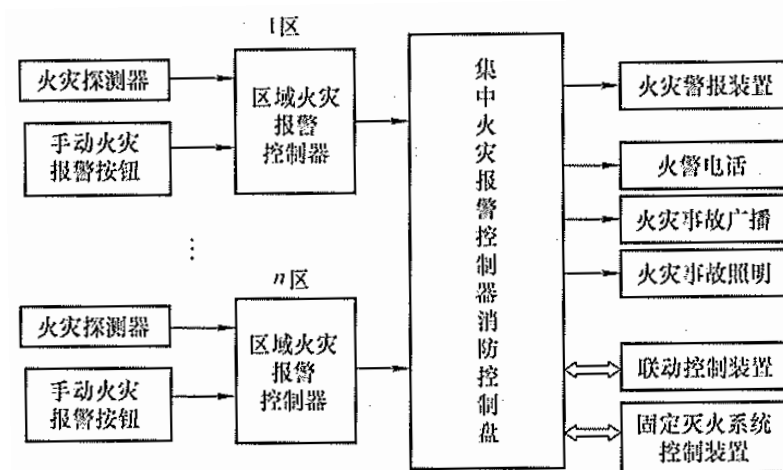 1区
火灾探测器
手动火灾
报警按钮
区域火灾
报警
控制器
⋮
n区
火灾探测器
手动火灾
报警按钮
区域火灾
报警
控制器
集中火灾报警控制器消防控制盘
火灾警报装置
火警电话
火灾事故广播
火灾事故照明
联动控制装置
固定灭火系统
控制装置